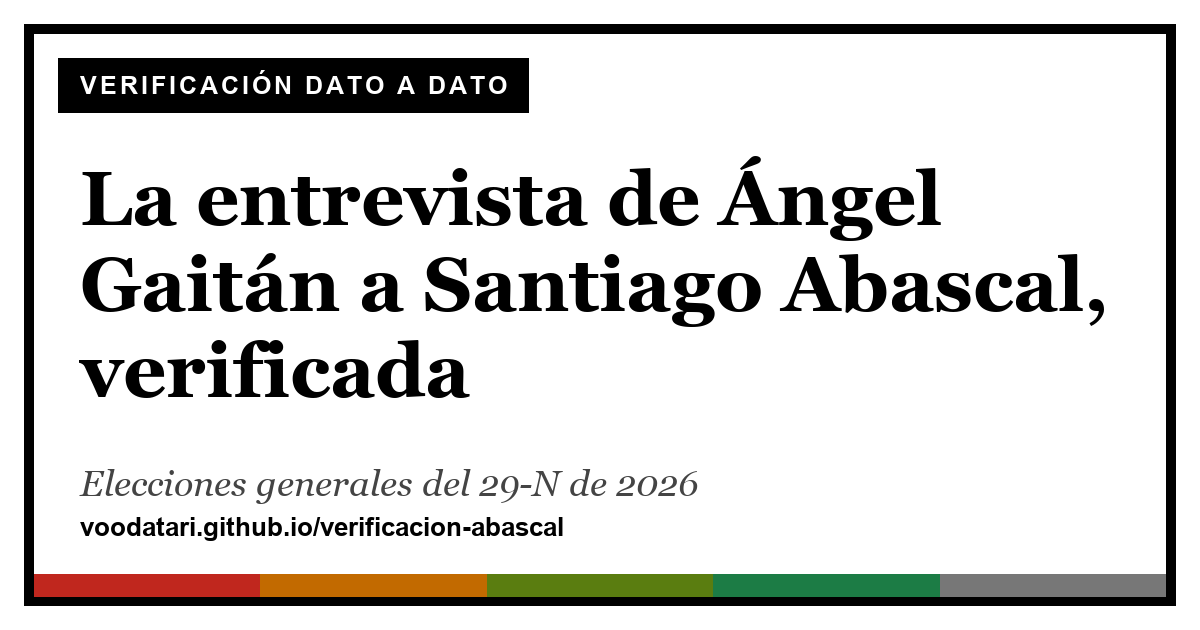 VERIFICACIÓN DATO A DATO
La entrevista de Ángel
Gaitán a Santiago Abascal,
verificada
Elecciones generales del 29-N de 2026
voodatari.github.io/verificacion-abascal